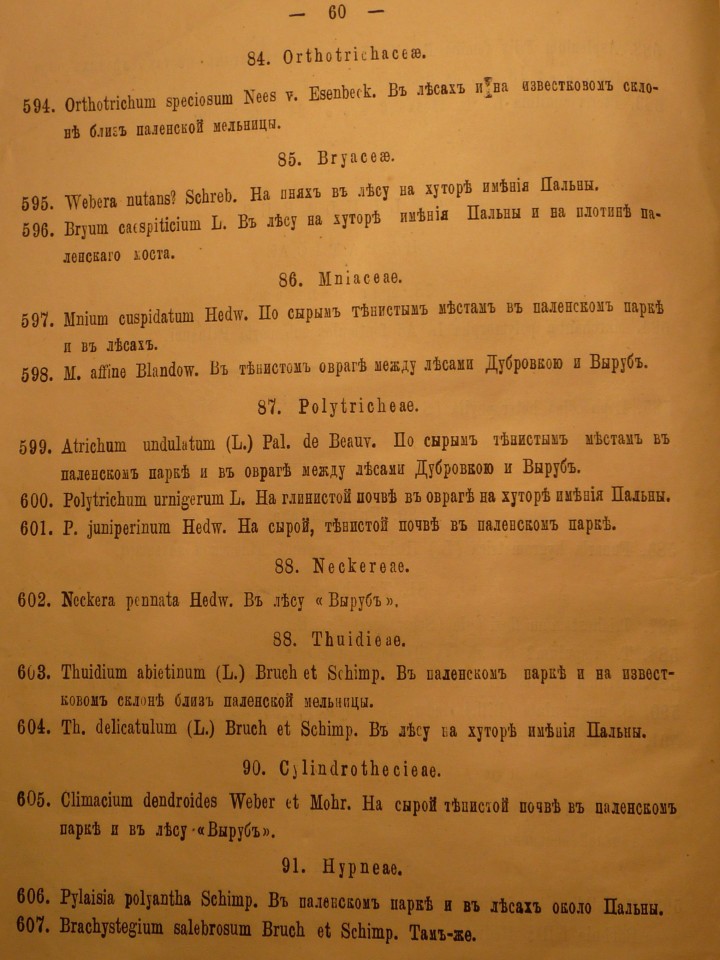 — 60 —
84. Orthotrichaceæ.
594. Orthotrichum speciosum Nees v. Esenbeck. Въ лѣсахъ и на известковомъ скло-
нѣ близъ паленской мельницы.
85. Bryaceæ.
595. Webera nutans? Schreb. На пняхъ въ лѣсу на хуторѣ имѣнія Пальны.
596. Bryum caespiticium L. Въ лѣсу на хуторѣ имѣнія Пальны и на плотинѣ па-
ленскаго моста.
86. Mniaceae.
597. Mnium cuspidatum Hedw. По сырымъ тѣнистымъ мѣстамъ въ паленскомъ паркѣ
и въ лѣсахъ.
598. M. affine Blandow. Въ тѣнистомъ оврагѣ между лѣсами Дубровкою и Вырубъ.
87. Polytricheae.
599. Atrichum undulatum (L.) Pal. de Beauv. По сырымъ тѣнистымъ мѣстамъ въ
паленскомъ паркѣ и въ оврагѣ между лѣсами Дубровкою и Вырубъ.
600. Polytrichum urnigerum L. На глинистой почвѣ въ оврагѣ на хуторѣ имѣнія Пальны.
601. P. juniperinum Hedw. На сырой, тѣнистой почвѣ въ паленскомъ паркѣ.
88. Neckereae.
602. Neckera pennata Hedw. Въ лѣсу «Вырубъ».
88. Thuidieae.
603. Thuidium abietinum (L.) Bruch et Schimp. Въ паленскомъ паркѣ и на извест-
ковомъ склонѣ близъ паленской мельницы.
604. Th. delicatulum (L.) Bruch et Schimp. Въ лѣсу на хуторѣ имѣнія Пальны.
90. Cylindrothecieae.
605. Climacium dendroides Weber et Mohr. На сырой тѣнистой почвѣ въ паленскомъ
паркѣ и въ лѣсу «Вырубъ».
91. Hypneae.
606. Pylaisia polyantha Schimp. Въ паленскомъ паркѣ и въ лѣсахъ около Пальны.
607. Brachystegium salebrosum Bruch et Schimp. Тамъ-же.